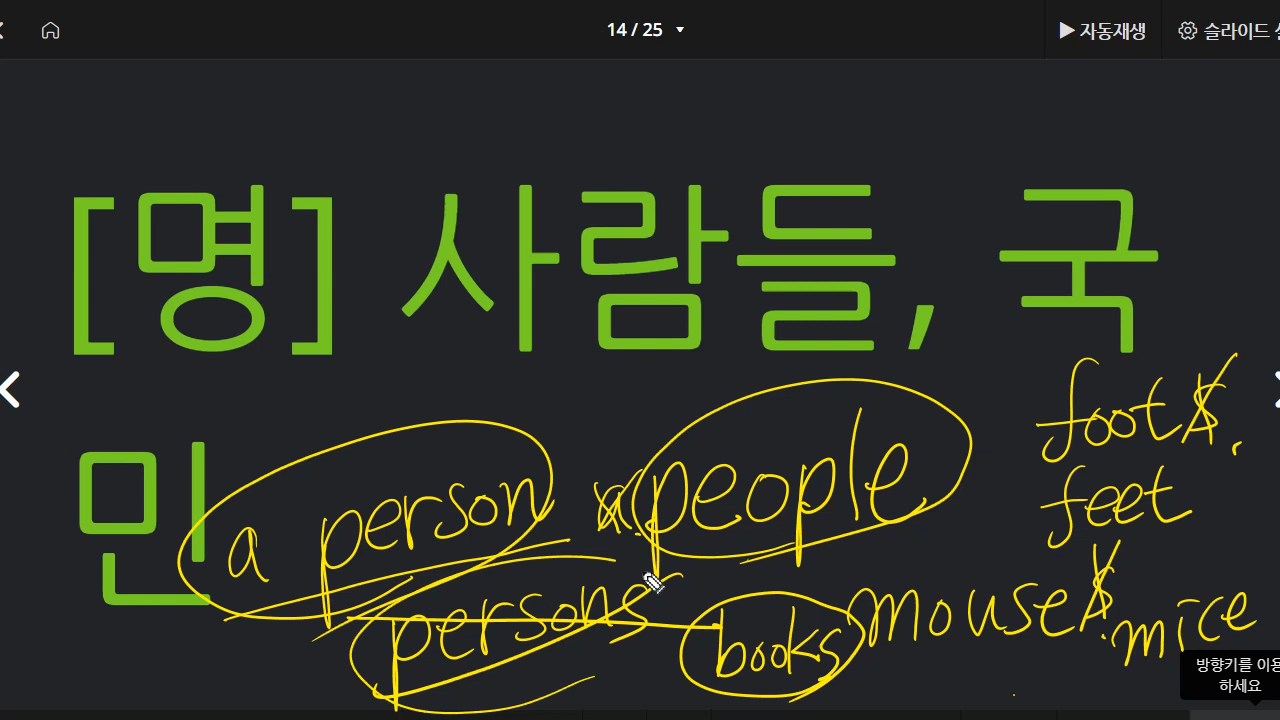 14 / 25
▶ 자동재생
슬라이드
[명] 사람들, 국
민
a person people
persons
books
foots.
feet
mouses.
mice
방향키를 이용
하세요